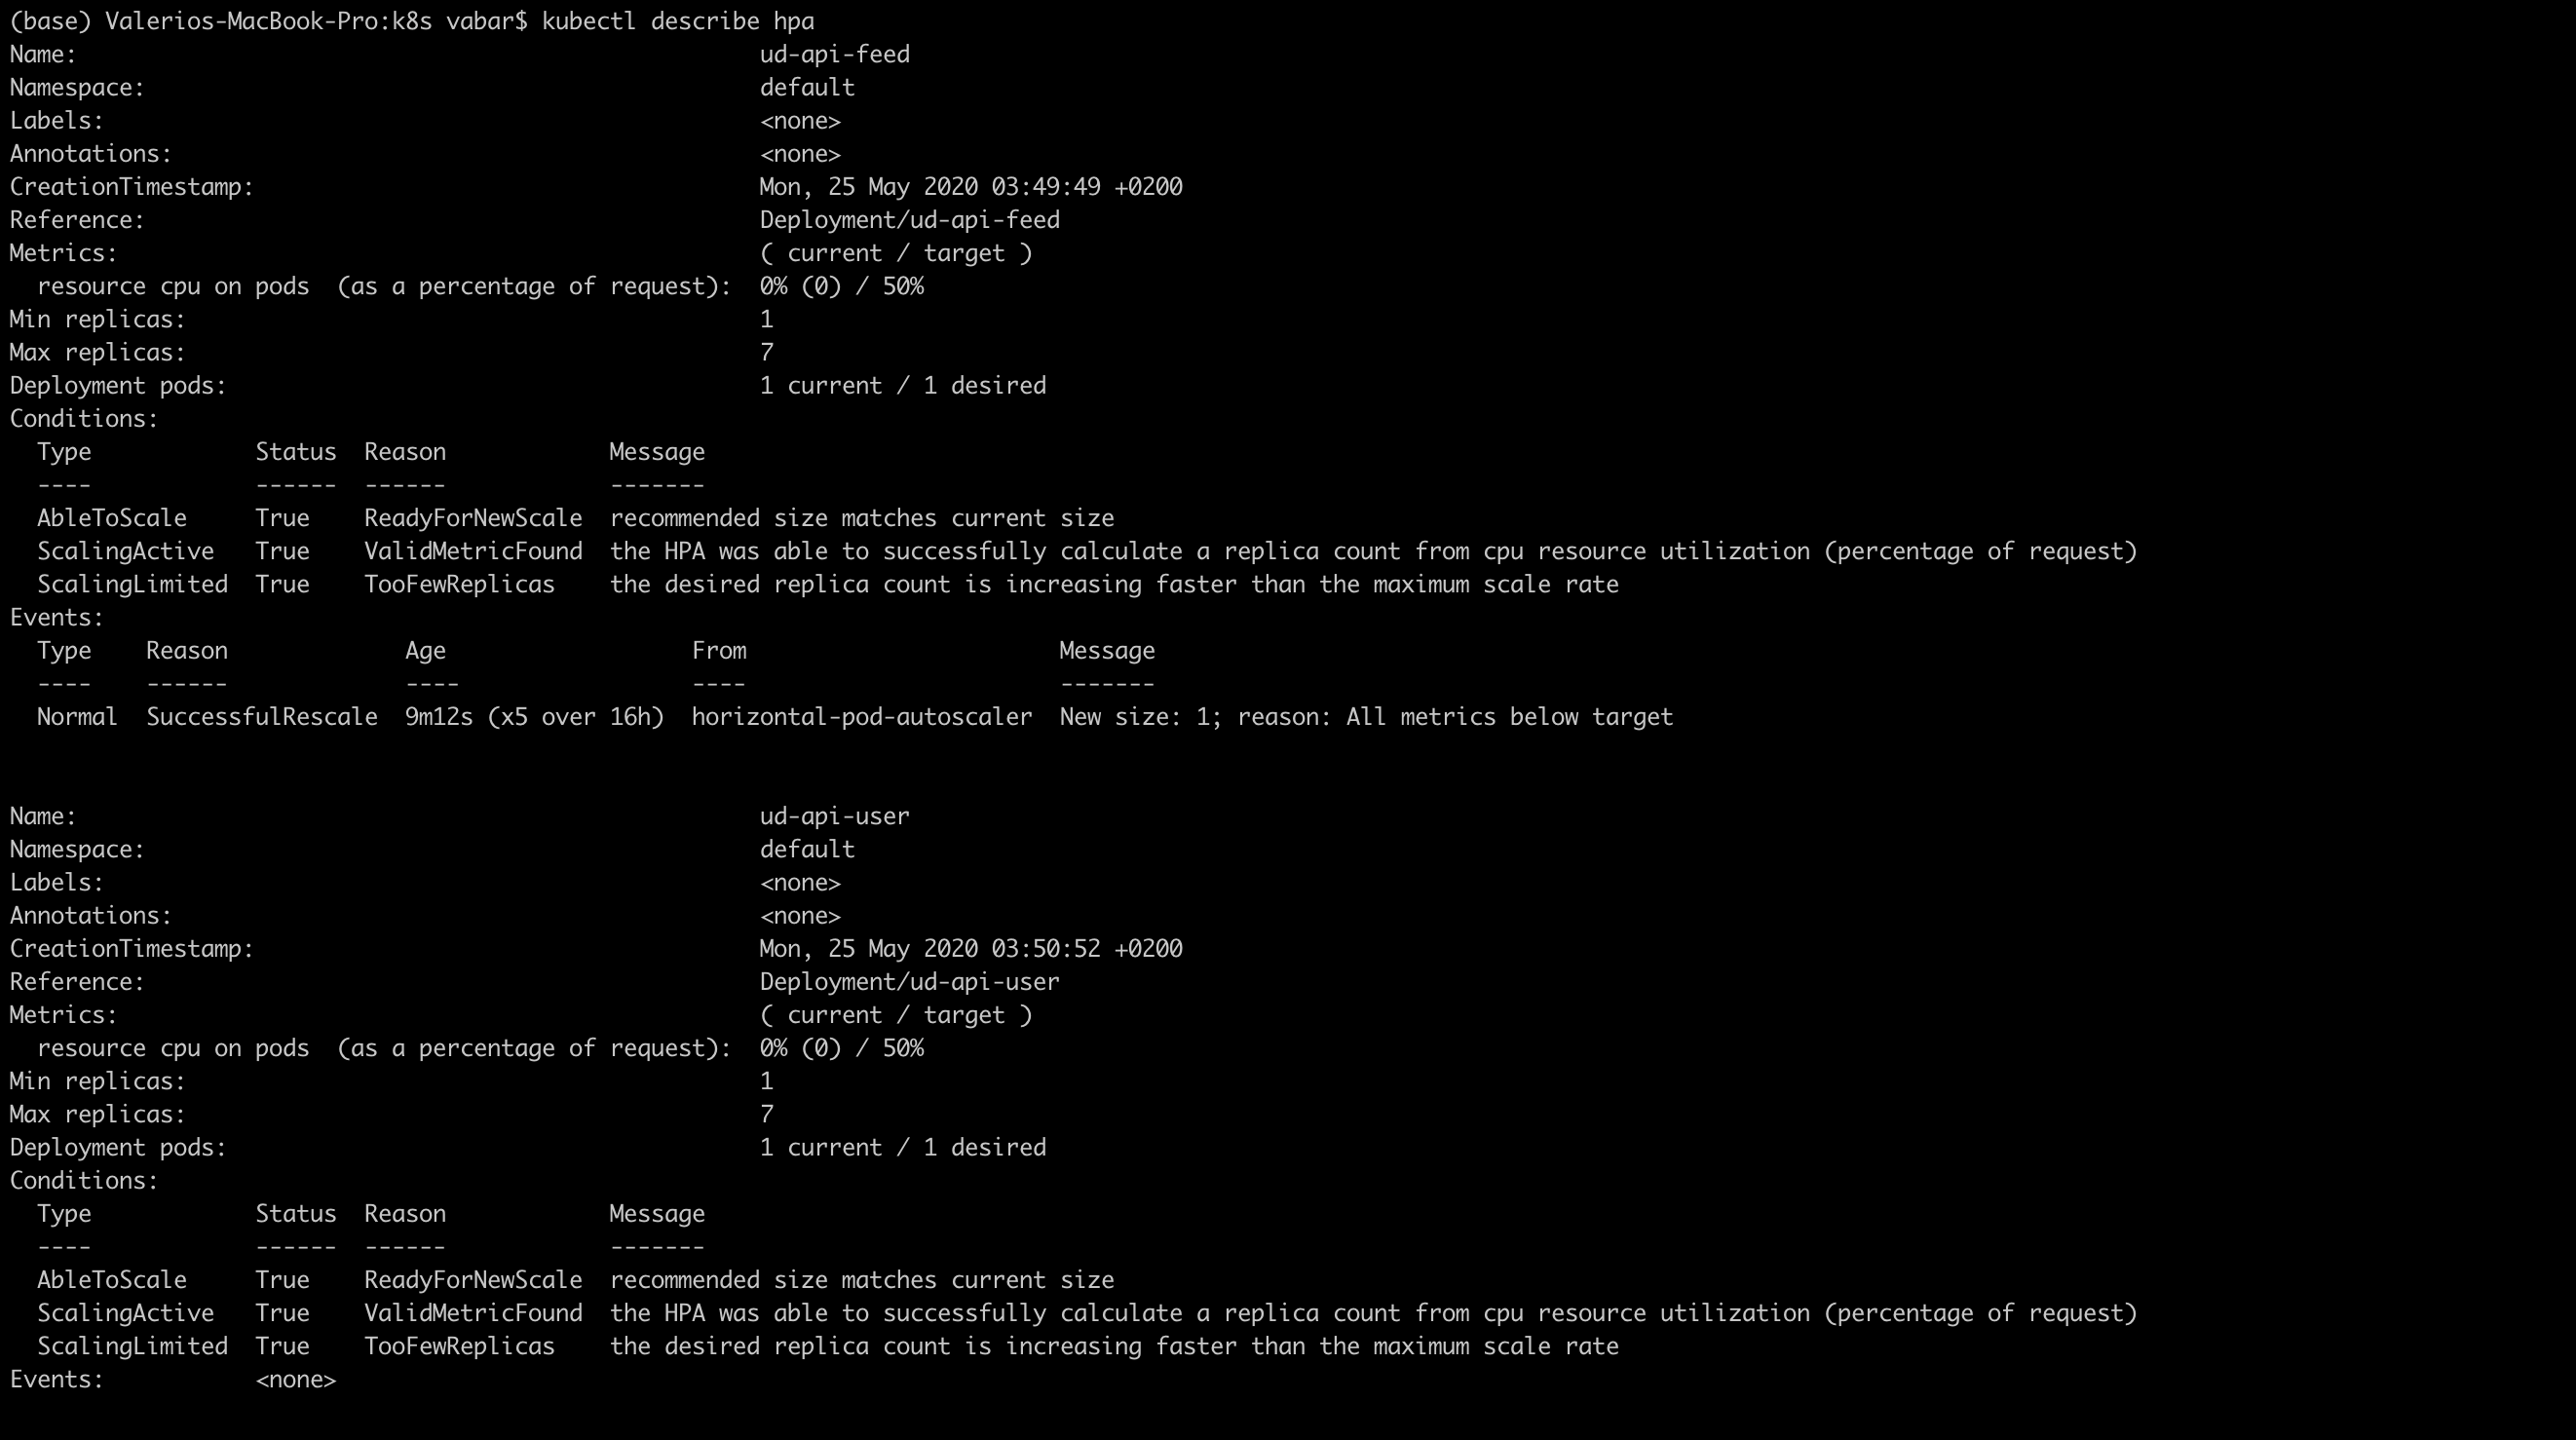 (base) Valerios-MacBook-Pro:k8s vabar$ kubectl describe hpa
Name:                                                  ud-api-feed
Namespace:                                             default
Labels:                                                <none>
Annotations:                                           <none>
CreationTimestamp:                                     Mon, 25 May 2020 03:49:49 +0200
Reference:                                             Deployment/ud-api-feed
Metrics:                                               ( current / target )
  resource cpu on pods  (as a percentage of request):  0% (0) / 50%
Min replicas:                                          1
Max replicas:                                          7
Deployment pods:                                       1 current / 1 desired
Conditions:
  Type            Status  Reason            Message
  ----            ------  ------            -------
  AbleToScale     True    ReadyForNewScale  recommended size matches current size
  ScalingActive   True    ValidMetricFound  the HPA was able to successfully calculate a replica count from cpu resource utilization (percentage of request)
  ScalingLimited  True    TooFewReplicas    the desired replica count is increasing faster than the maximum scale rate
Events:
  Type    Reason             Age                  From                       Message
  ----    ------             ----                 ----                       -------
  Normal  SuccessfulRescale  9m12s (x5 over 16h)  horizontal-pod-autoscaler  New size: 1; reason: All metrics below target
Name:                                                  ud-api-user
Namespace:                                             default
Labels:                                                <none>
Annotations:                                           <none>
CreationTimestamp:                                     Mon, 25 May 2020 03:50:52 +0200
Reference:                                             Deployment/ud-api-user
Metrics:                                               ( current / target )
  resource cpu on pods  (as a percentage of request):  0% (0) / 50%
Min replicas:                                          1
Max replicas:                                          7
Deployment pods:                                       1 current / 1 desired
Conditions:
  Type            Status  Reason            Message
  ----            ------  ------            -------
  AbleToScale     True    ReadyForNewScale  recommended size matches current size
  ScalingActive   True    ValidMetricFound  the HPA was able to successfully calculate a replica count from cpu resource utilization (percentage of request)
  ScalingLimited  True    TooFewReplicas    the desired replica count is increasing faster than the maximum scale rate
Events:           <none>